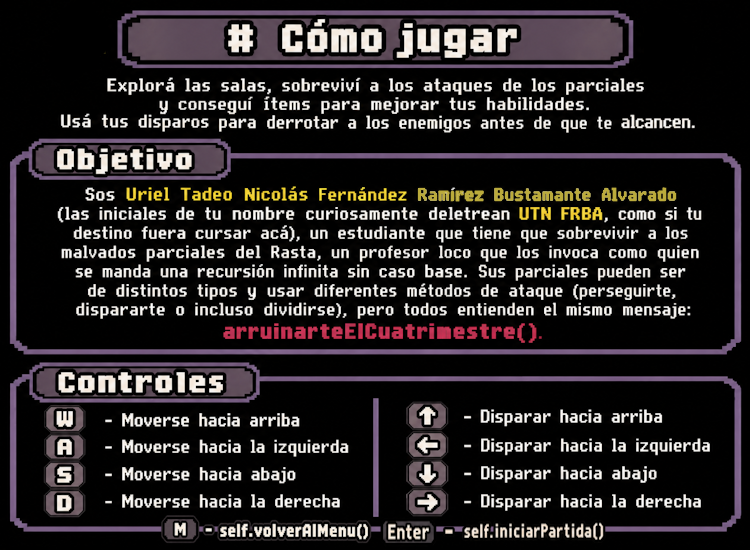 # Cómo jugar
Explorá las salas, sobreviví a los ataques de los parciales
y conseguí ítems para mejorar tus habilidades.
Usá tus disparos para derrotar a los enemigos antes de que te alcancen.
Objetivo
Sos Uriel Tadeo Nicolás Fernández Ramírez Bustamante Alvarado
(las iniciales de tu nombre curiosamente deletrean UTN FRBA, como si tu
destino fuera cursar acá), un estudiante que tiene que sobrevivir a los
malvados parciales del Rasta, un profesor loco que los invoca como quien
se manda una recursión infinita sin caso base. Sus parciales pueden ser
de distintos tipos y usar diferentes métodos de ataque (perseguirte,
dispararte o incluso dividirse), pero todos entienden el mismo mensaje:
arruinarteElCuatrimestre().
Controles
W - Moverse hacia arriba
A - Moverse hacia la izquierda
S - Moverse hacia abajo
D - Moverse hacia la derecha
↑ - Disparar hacia arriba
← - Disparar hacia la izquierda
↓ - Disparar hacia abajo
→ - Disparar hacia la derecha
M - self.volverAlMenu() Enter - self.iniciarPartida()